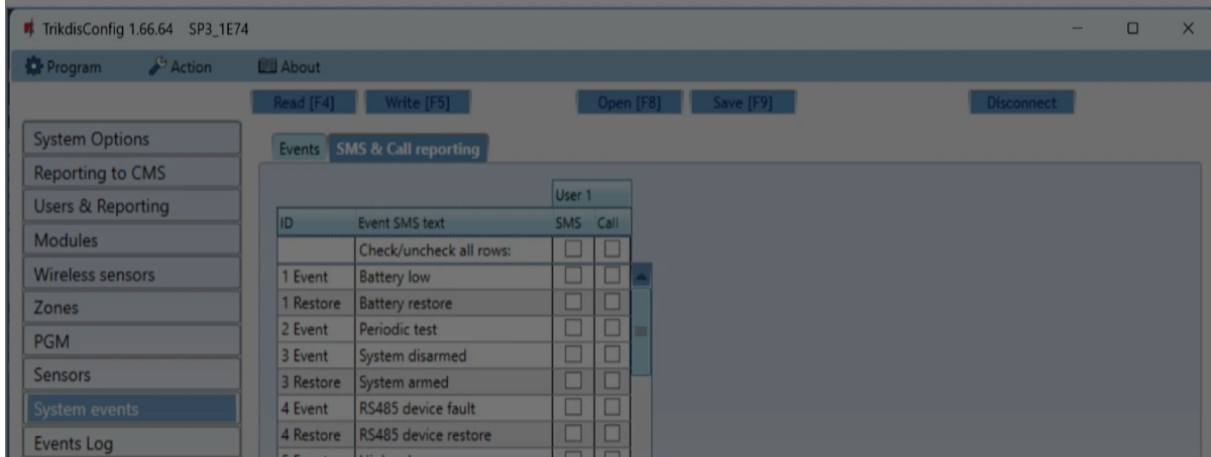 TrikdisConfig 1.66.64 SP3_1E74
Program Action About
Read [F4] Write [F5] Open [F8] Save [F9] Disconnect
System Options
Reporting to CMS
Users & Reporting
Modules
Wireless sensors
Zones
PGM
Sensors
System events
Events Log
Events SMS & Call reporting
User 1
ID Event SMS text SMS Call
Check/uncheck all rows:
1 Event Battery low
1 Restore Battery restore
2 Event Periodic test
3 Event System disarmed
3 Restore System armed
4 Event RS485 device fault
4 Restore RS485 device restore